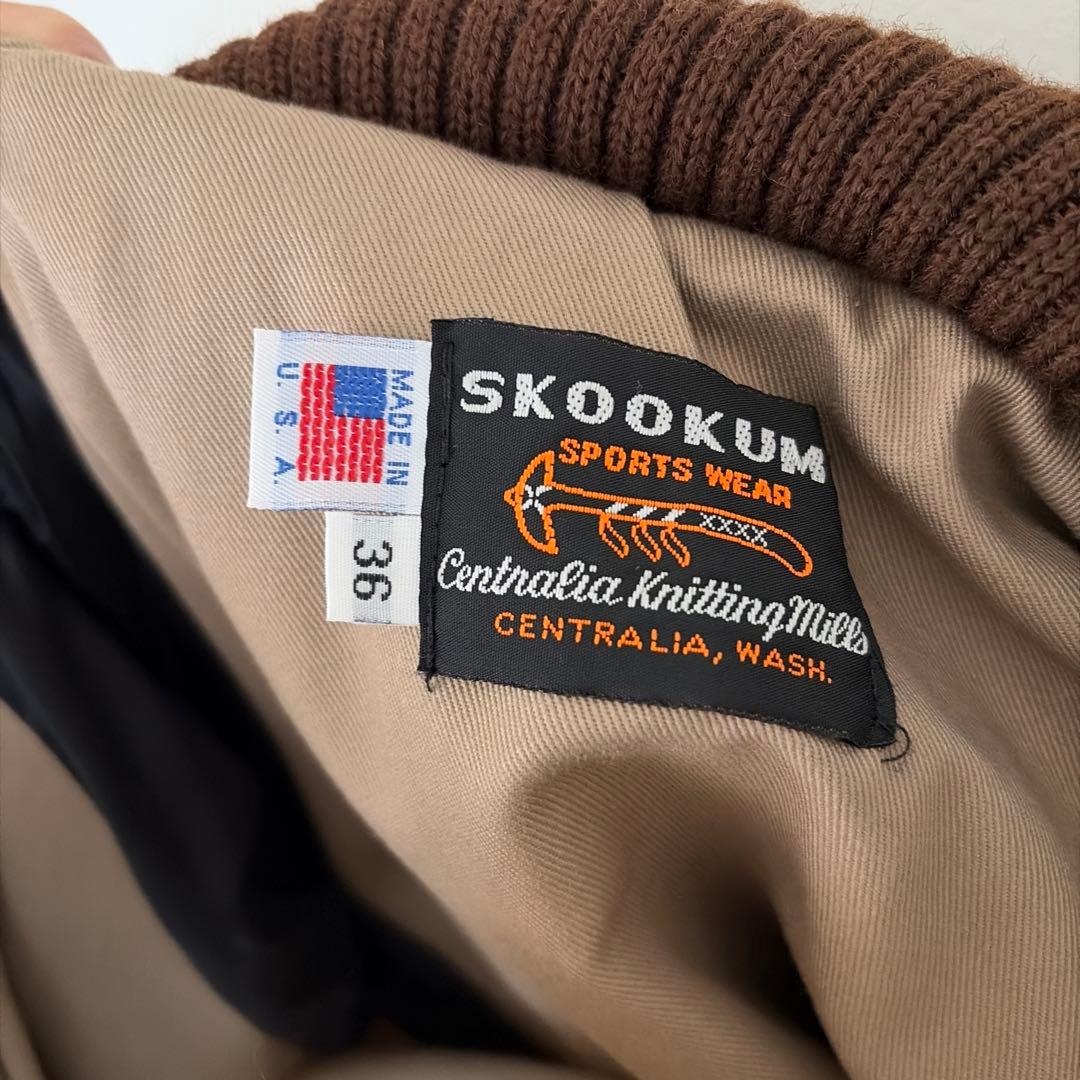 MADE IN
U. S. A.
36
SKOOKUM
SPORTS WEAR
XXXX
Centralia Knitting Mills
CENTRALIA, WASH.